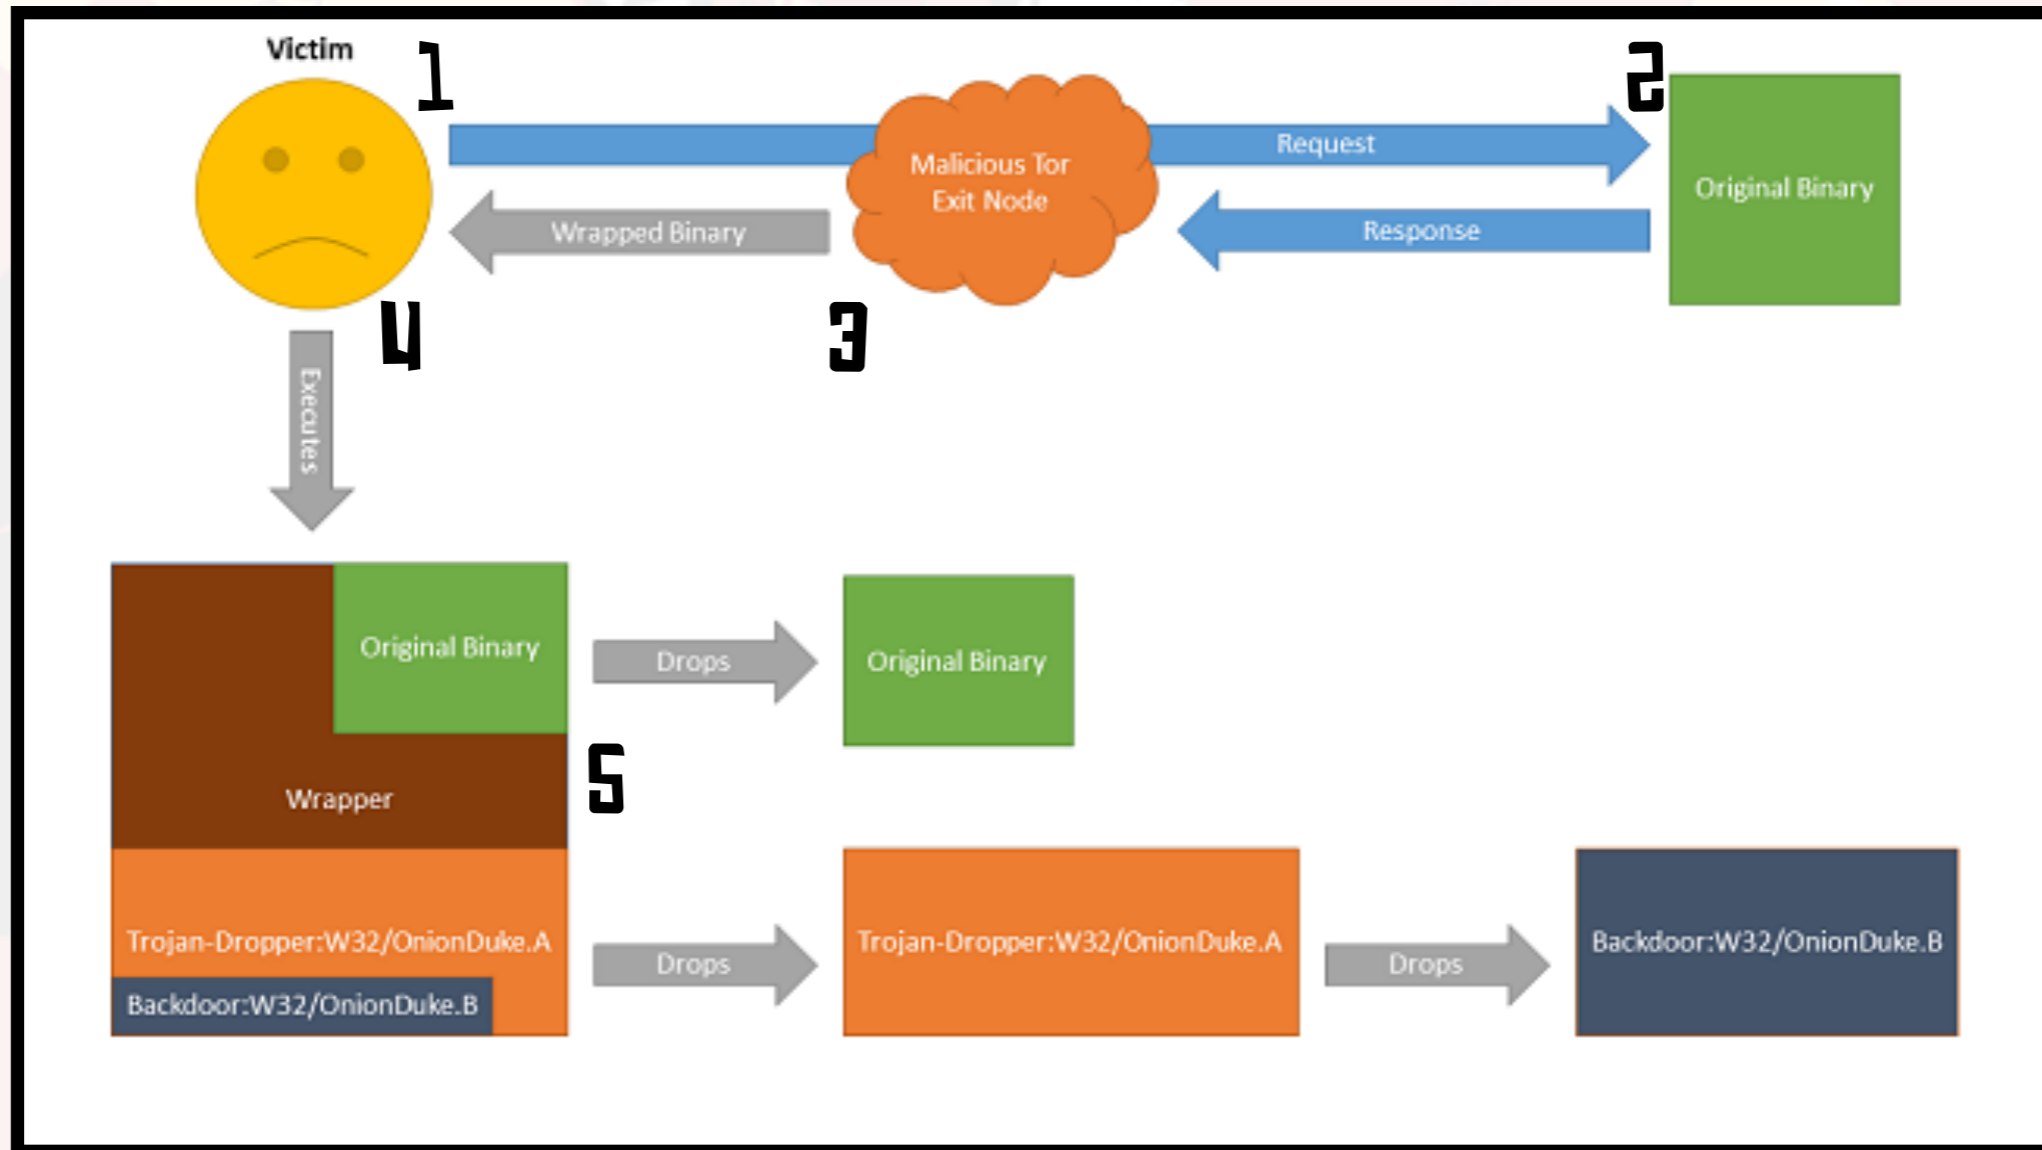 Victim
1
2
Request
Malicious Tor
Exit Node
Original Binary
Wrapped Binary
Response
4
3
Executes
Original Binary
Drops
Original Binary
Wrapper
5
Trojan-Dropper:W32/OnionDuke.A
Drops
Trojan-Dropper:W32/OnionDuke.A
Drops
Backdoor:W32/OnionDuke.B
Backdoor:W32/OnionDuke.B